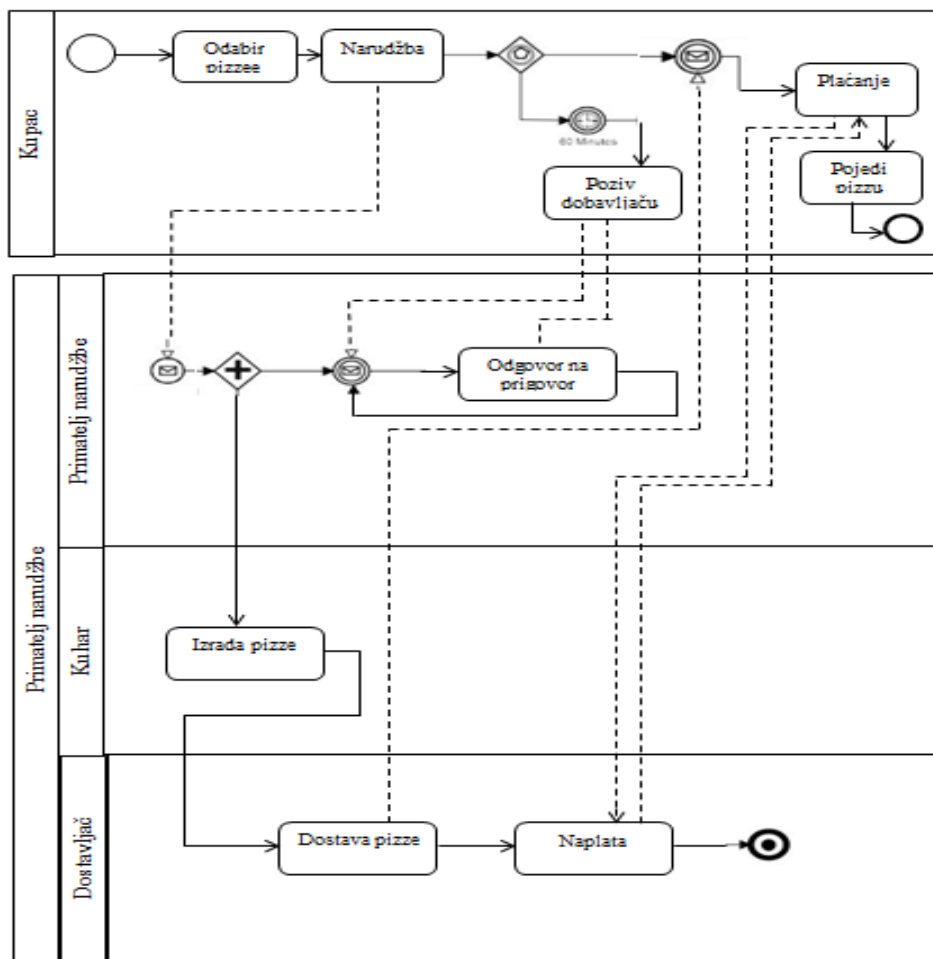 Kupac
Odabir
pizzee
Narudžba
60 Minutes
Poziv
dobavljaču
Plaćanje
Pojedi
pizzu
Primatelj narudžbe
Primatelj narudžbe
Odgovor na
prigovor
Kuhar
Izrada pizze
Dostavljač
Dostava pizze
Naplata